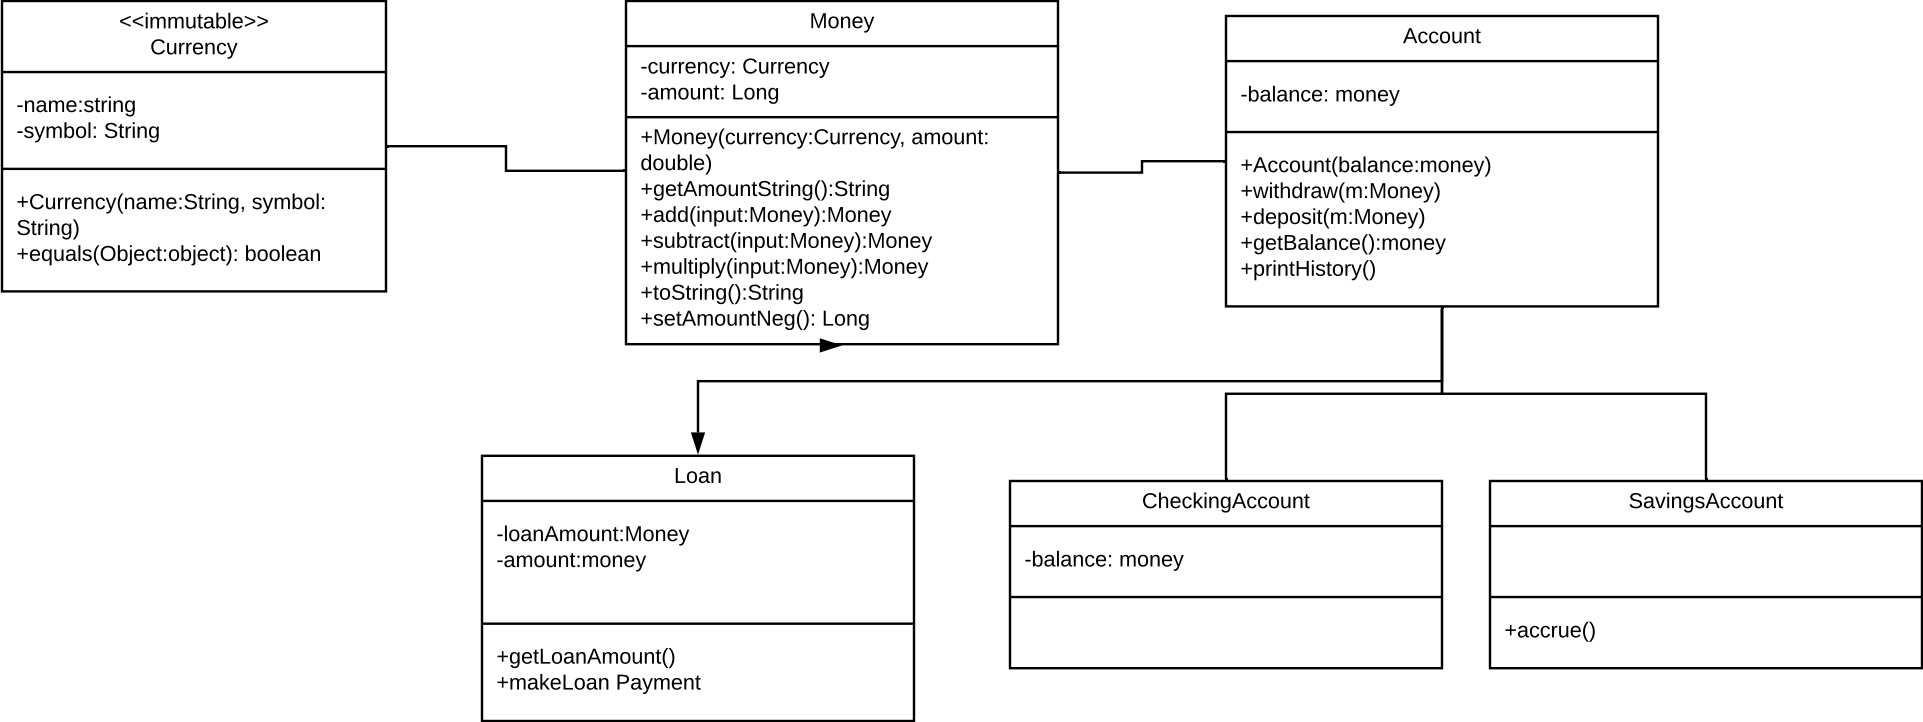 <<immutable>>
Currency
-name:string
-symbol: String
+Currency(name:String, symbol:
String)
+equals(Object:object): boolean
Money
-currency: Currency
-amount: Long
+Money(currency:Currency, amount:
double)
+getAmountString():String
+add(input:Money):Money
+subtract(input:Money):Money
+multiply(input:Money):Money
+toString():String
+setAmountNeg(): Long
Account
-balance: money
+Account(balance:money)
+withdraw(m:Money)
+deposit(m:Money)
+getBalance():money
+printHistory()
Loan
-loanAmount:Money
-amount:money
+getLoanAmount()
+makeLoan Payment
CheckingAccount
-balance: money
SavingsAccount
+accrue()